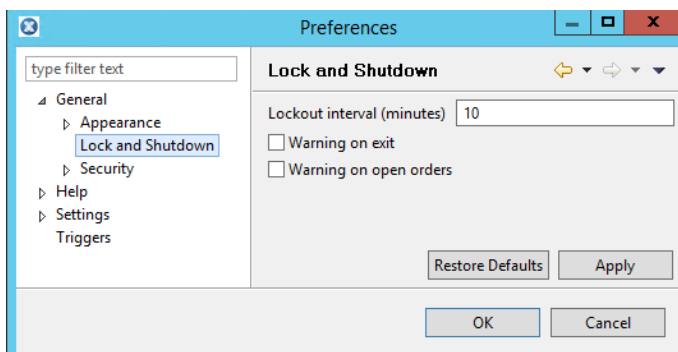 Preferences
type filter text
General
Appearance
Lock and Shutdown
Security
Help
Settings
Triggers
Lock and Shutdown
Lockout interval (minutes) 10
Warning on exit
Warning on open orders
Restore Defaults Apply
OK Cancel